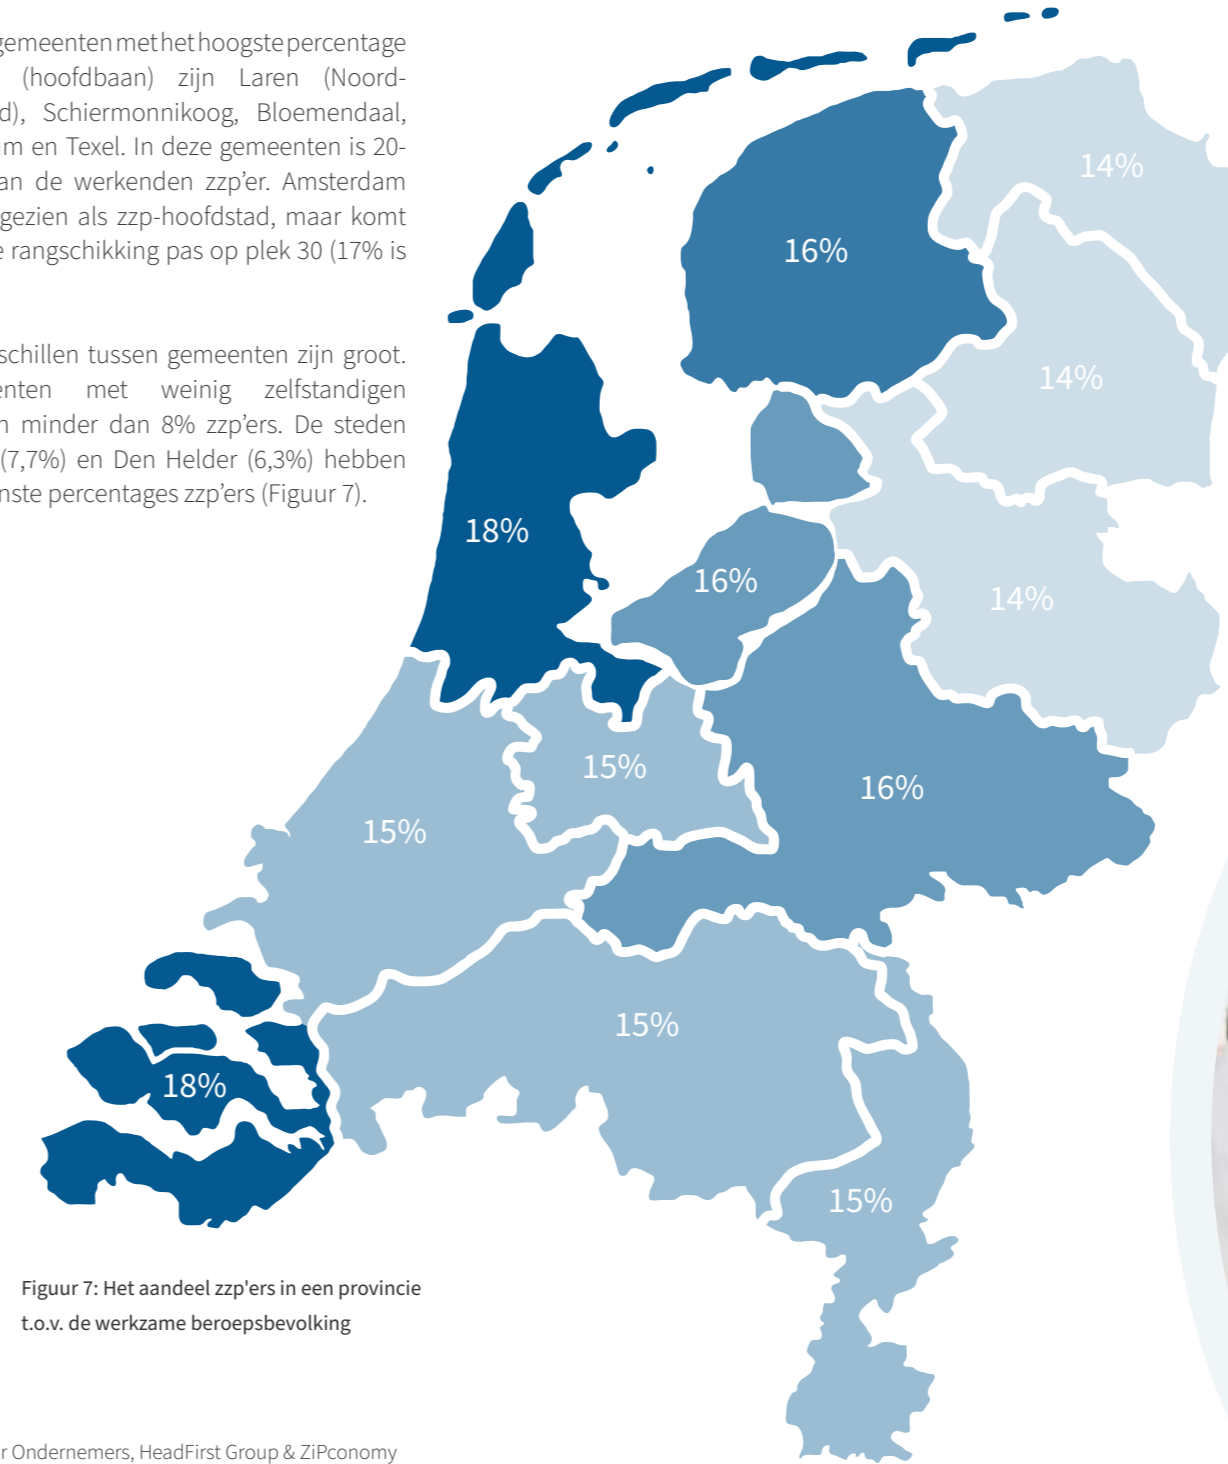 gemeenten met het hoogste percentage
(hoofdbaan) zijn Laren (Noord-
Schiermonnikoog, Bloemendaal,
en Texel. In deze gemeenten is 20-
de werkenden zzp'er. Amsterdam
gezien als zzp-hoofdstad, maar komt
rangschikking pas op plek 30 (17% is
tussen gemeenten zijn groot.
met weinig zelfstandigen
minder dan 8% zzp'ers. De steden
(7,7%) en Den Helder (6,3%) hebben
percentages zzp'ers (Figuur 7).
14%
16%
14%
18%
16%
14%
15%
16%
15%
15%
18%
15%
Figuur 7: Het aandeel zzp'ers in een provincie
t.o.v. de werkzame beroepsbevolking
Ondernemers, HeadFirst Group & ZiPconomy